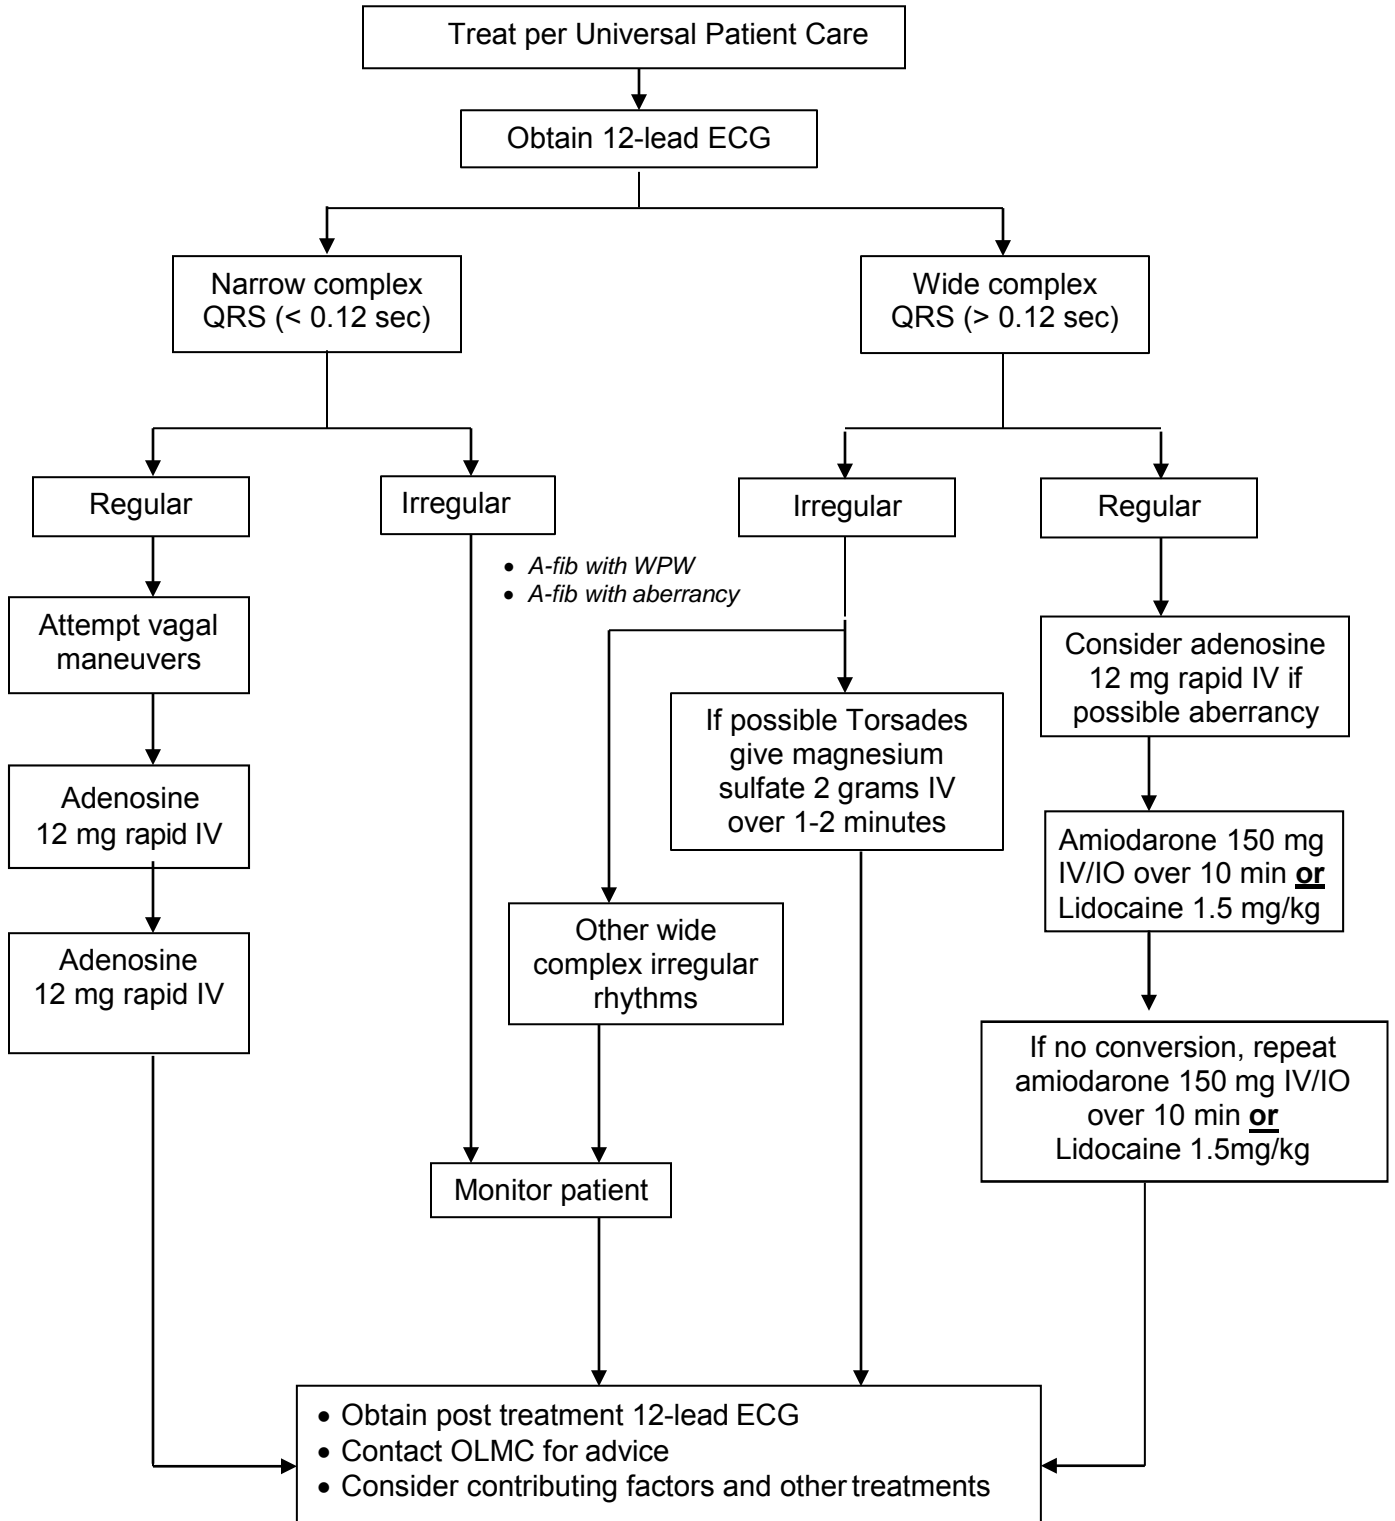 Treat per Universal Patient Care
Obtain 12-lead ECG
Narrow complex
QRS (< 0.12 sec)
Wide complex
QRS (> 0.12 sec)
Regular
Irregular
Irregular
Regular
• A-fib with WPW
• A-fib with aberrancy
Attempt vagal
maneuvers
Consider adenosine
12 mg rapid IV if
possible aberrancy
If possible Torsades
give magnesium
sulfate 2 grams IV
over 1-2 minutes
Adenosine
12 mg rapid IV
Amiodarone 150 mg
IV/IO over 10 min or
Lidocaine 1.5 mg/kg
Adenosine
12 mg rapid IV
Other wide
complex irregular
rhythms
If no conversion, repeat
amiodarone 150 mg IV/IO
over 10 min or
Lidocaine 1.5mg/kg
Monitor patient
• Obtain post treatment 12-lead ECG
• Contact OLMC for advice
• Consider contributing factors and other treatments